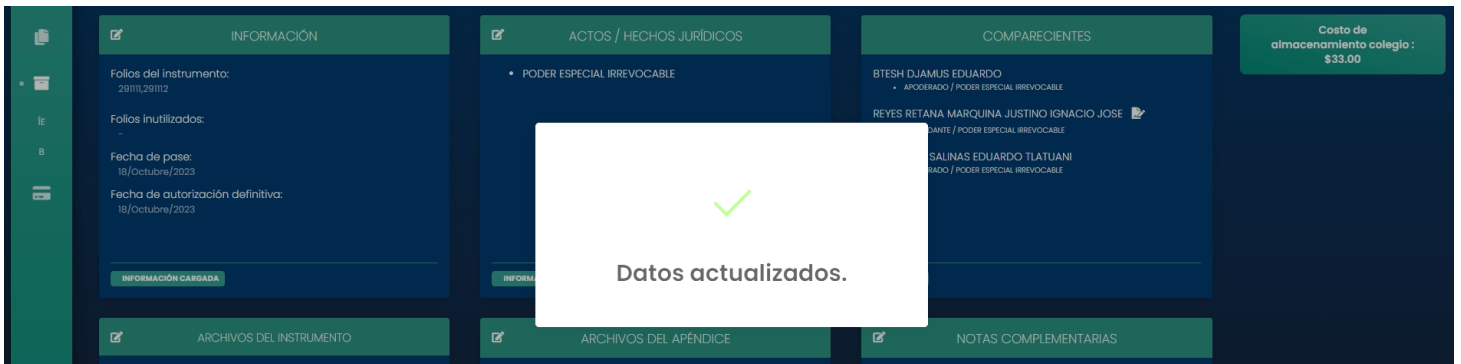 INFORMACIÓN
Folios del instrumento:
291111,291112
Folios inutilizados:
-
Fecha de pase:
18/Octubre/2023
Fecha de autorización definitiva:
18/Octubre/2023
INFORMACIÓN CARGADA
ACTOS / HECHOS JURÍDICOS
PODER ESPECIAL IRREVOCABLE
COMPARECIENTES
BTESH DJAMUS EDUARDO
APODERADO / PODER ESPECIAL IRREVOCABLE
REYES RETANA MARQUINA JUSTINO IGNACIO JOSE
/ PODER ESPECIAL IRREVOCABLE
SALINAS EDUARDO TLATUANI
/ PODER ESPECIAL IRREVOCABLE
Costo de
almacenamiento colegio :
$33.00
ÍE
B
Datos actualizados.
ARCHIVOS DEL INSTRUMENTO
ARCHIVOS DEL APÉNDICE
NOTAS COMPLEMENTARIAS